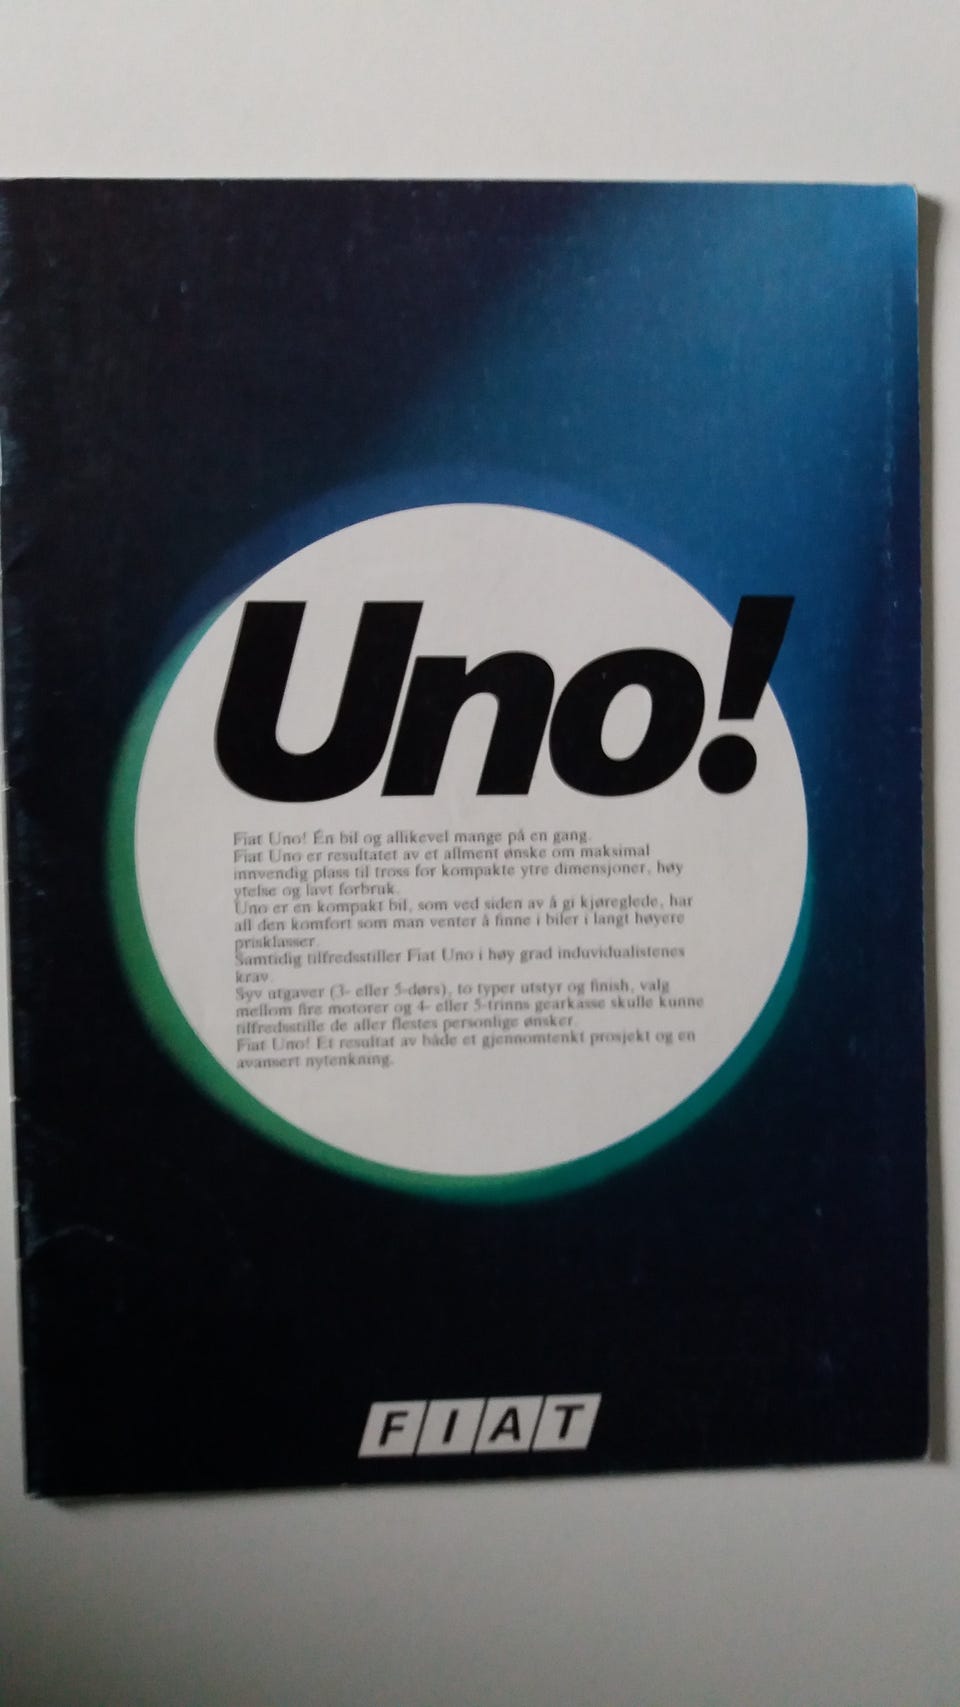 Uno!
Fiat Uno! Én bil og allikevel mange på en gang.
Fiat Uno er resultatet av et allment ønske om maksimal
innvendig plass til tross for kompakte ytre dimensjoner, høy
ytelse og lavt forbruk.
Uno er en kompakt bil, som ved siden av å gi kjøreglede, har
all den komfort som man venter å finne i biler i langt høyere
prisklasser.
Samtidig tilfredsstiller Fiat Uno i høy grad induvidualistenes
krav.
Syv utgaver (3- eller 5-dørs), to typer utstyr og finish, valg
mellom fire motorer og 4- eller 5-trinns gearkasse skulle kunne
tilfredsstille de aller flestes personlige ønsker.
Fiat Uno! Et resultat av både et gjennomtenkt prosjekt og en
avansert nytenkning.
FIAT